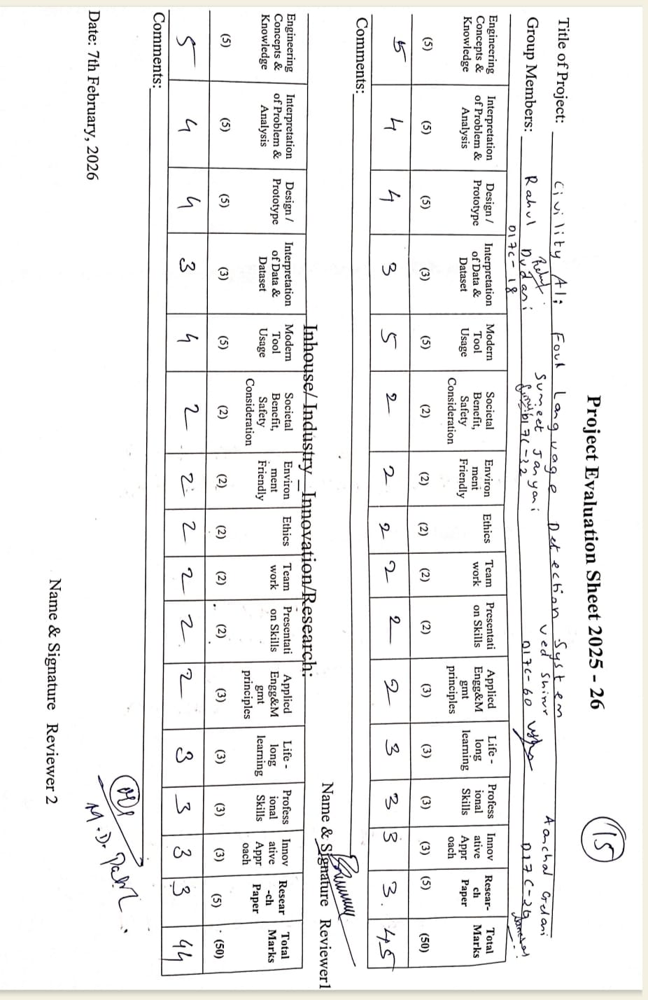 Project Evaluation Sheet 2025 - 26
15
Title of Project: Civility AI: Foul Language Detection System
Group Members: Rahul Dudani Sumeet Janyani Ved Shinr Aanchal Gelani
D17C-18 D17C-22 D17C-60 D17C-26
Inhouse/ Industry _ Innovation/Research:
Engineering Concepts & Knowledge Interpretation of Problem & Analysis Design / Prototype Interpretation of Data & Dataset Modern Tool Usage Societal Benefit, Safety Consideration Environ ment Friendly Ethics Team work Presentati on Skills Applied Engg&M gmt principles Life - long learning Profess ional Skills Innov ative Appr oach Resear- ch Paper Total Marks
(5) (5) (5) (3) (5) (2) (2) (2) (2) (2) (3) (3) (3) (3) (5) (50)
5 4 4 3 5 2 2 2 2 2 2 3 3 3 3 45
Comments:
Name & Signature Reviewer1
Engineering Concepts & Knowledge Interpretation of Problem & Analysis Design / Prototype Interpretation of Data & Dataset Modern Tool Usage Societal Benefit, Safety Consideration Environ ment Friendly Ethics Team work Presentati on Skills Applied Engg&M gmt principles Life - long learning Profess ional Skills Innov ative Appr oach Resear -ch Paper Total Marks
(5) (5) (5) (3) (5) (2) (2) (2) (2) (2) (3) (3) (3) (3) (5) (50)
5 4 4 3 4 2 2 2 2 2 2 3 3 3 3 44
Comments:
M.D.
Date: 7th February, 2026
Name & Signature Reviewer 2